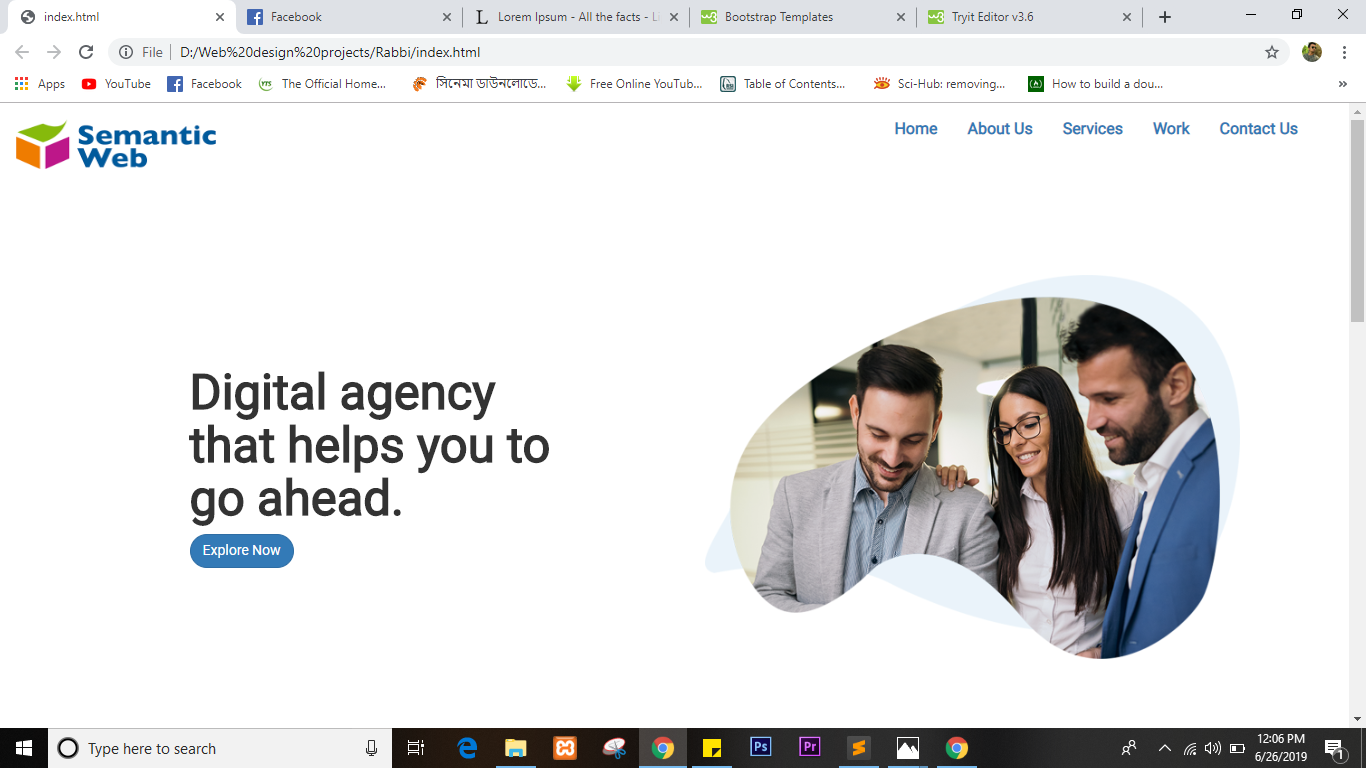 index.html
Facebook
Lorem Ipsum - All the facts - Li
Bootstrap Templates
Tryit Editor v3.6
File
D:/Web%20design%20projects/Rabbi/index.html
Apps
YouTube
Facebook
The Official Home...
সিনেমা ডাউনলোডে...
Free Online YouTub...
Table of Contents...
Sci-Hub: removing...
How to build a dou...
Semantic
Web
Home About Us Services Work Contact Us
Digital agency
that helps you to
go ahead.
Explore Now
Type here to search
Ps
Pr
12:06 PM
6/26/2019
1